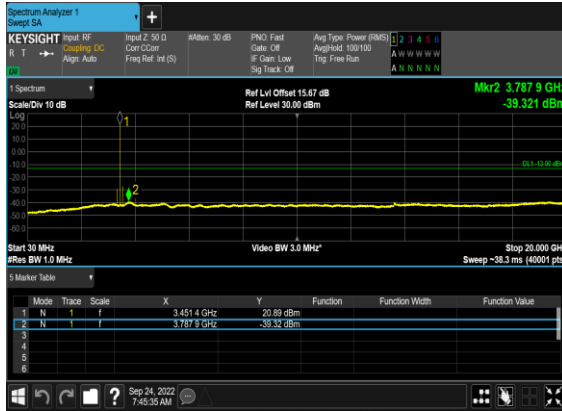 Spectrum Analyzer 1
Swept SA
+
KEYSIGHT Input: RF Input Z: 50 Ω #Atten: 30 dB PNO: Fast Avg Type: Power (RMS) 1 2 3 4 5 6
R T Coupling: DC Corr CCorr Gate: Off Avg|Hold: 100/100 A W W W W W
Align: Auto Freq Ref: Int (S) IF Gain: Low Trig: Free Run
LU Sig Track: Off A N N N N N
1 Spectrum Ref Lvl Offset 15.67 dB Mkr2 3.787 9 GHz
Scale/Div 10 dB Ref Level 30.00 dBm -39.321 dBm
Log
20.0
10.0
0.00
-10.0
-20.0
-30.0
-40.0
-50.0
-60.0
1
DL1 -13.00 dBm
2
Start 30 MHz Video BW 3.0 MHz* Stop 20.000 GHz
#Res BW 1.0 MHz Sweep ~38.3 ms (40001 pts)
5 Marker Table
Mode Trace Scale X Y Function Function Width Function Value
1 N 1 f 3.451 4 GHz 20.89 dBm
2 N 1 f 3.787 9 GHz -39.32 dBm
3
4
5
6
? Sep 24, 2022
7:45:35 AM